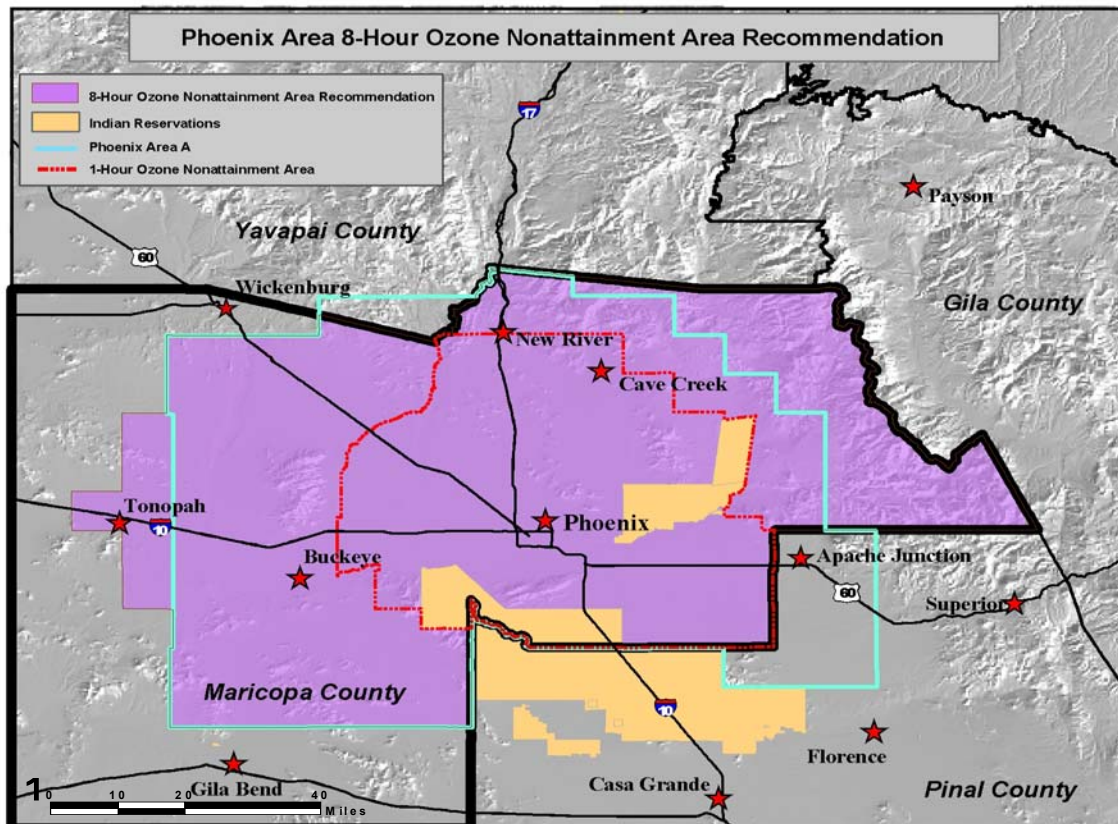 Phoenix Area 8-Hour Ozone Nonattainment Area Recommendation
8-Hour Ozone Nonattainment Area Recommendation
Indian Reservations
Phoenix Area A
1-Hour Ozone Nonattainment Area
17
Payson
Yavapai County
60
Wickenburg
Gila County
New River
Cave Creek
Tonopah
10
Phoenix
Buckeye
Apache Junction
60
Superior
Maricopa County
10
Florence
Gila Bend
Casa Grande
Pinal County
1
0 10 20 40
Miles